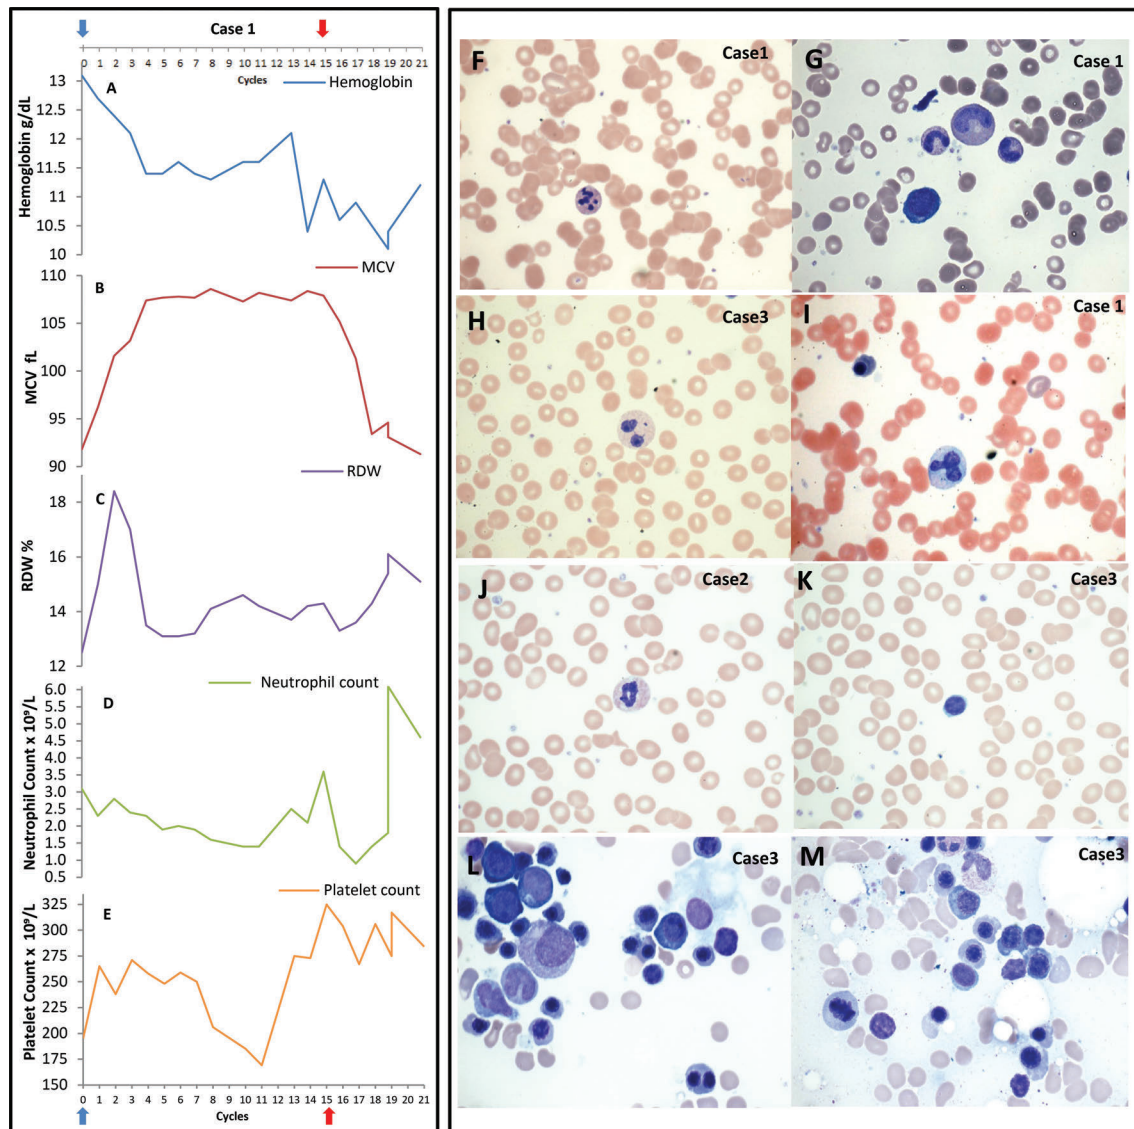 Case 1
0 1 2 3 4 5 6 7 8 9 10 11 12 13 14 15 16 17 18 19 20 21
Cycles
Hemoglobin
A
Hemoglobin g/dL
13
12.5
12
11.5
11
10.5
10
MCV
B
MCV fL
110
105
100
95
90
RDW
C
RDW %
18
16
14
12
Neutrophil count
D
Neutrophil Count x 10⁹/L
6.0
5.5
5.0
4.5
4.0
3.5
3.0
2.5
2.0
1.5
1.0
0.5
Platelet count
E
Platelet Count x 10⁹/L
325
300
275
250
225
200
175
150
0 1 2 3 4 5 6 7 8 9 10 11 12 13 14 15 16 17 18 19 20 21
Cycles
F Case1
G Case 1
H Case3
I Case 1
J Case2
K Case3
L Case3
M Case3